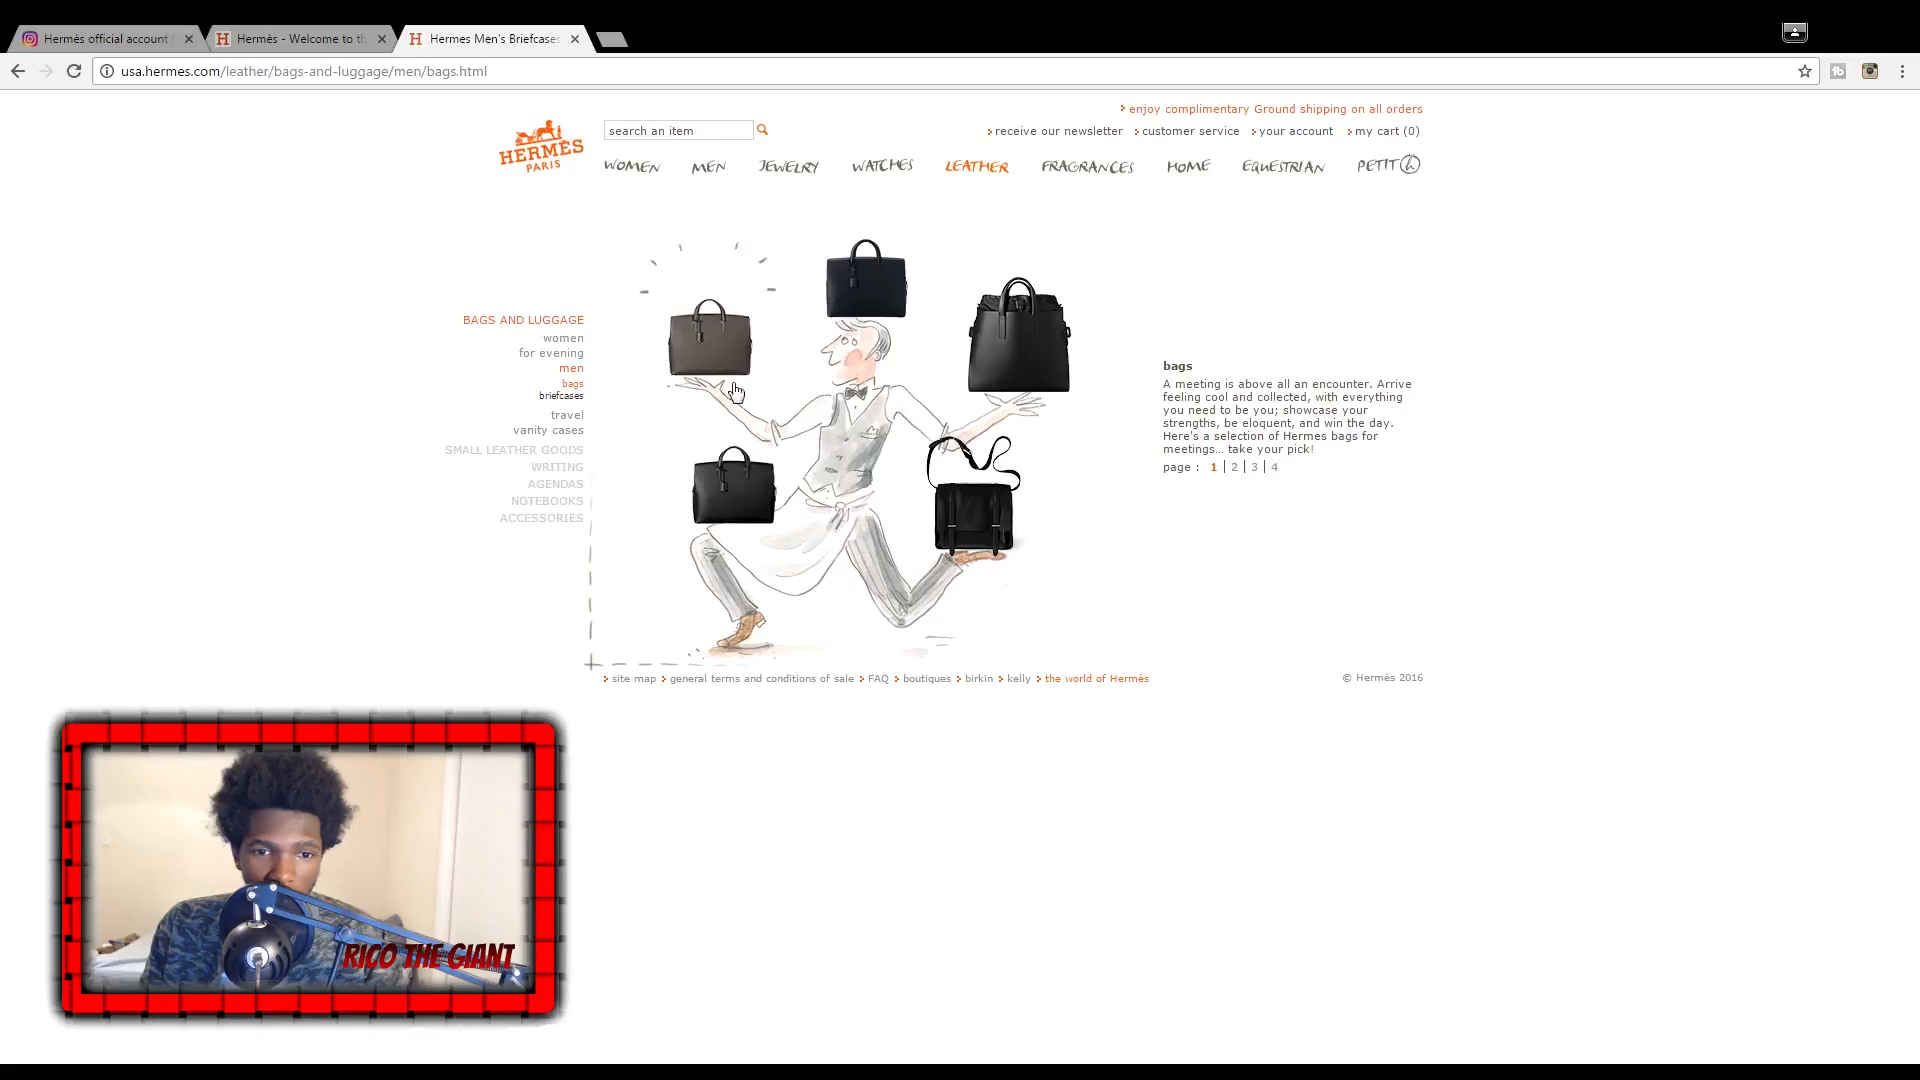 Hermès official account
Hermès - Welcome to th
Hermes Men's Briefcases
usa.hermes.com/leather/bags-and-luggage/men/bags.html
enjoy complimentary Ground shipping on all orders
search an item
receive our newsletter customer service your account my cart (0)
HERMÈS
PARIS
WOMEN MEN JEWELRY WATCHES LEATHER FRAGRANCES HOME EQUESTRIAN PETIT h
BAGS AND LUGGAGE
women
for evening
men
bags
briefcases
travel
vanity cases
SMALL LEATHER GOODS
WRITING
AGENDAS
NOTEBOOKS
ACCESSORIES
bags
A meeting is above all an encounter. Arrive
feeling cool and collected, with everything
you need to be you; showcase your
strengths, be eloquent, and win the day.
Here's a selection of Hermes bags for
meetings... take your pick!
page : 1 | 2 | 3 | 4
site map general terms and conditions of sale FAQ boutiques birkin kelly the world of Hermès
© Hermès 2016
RICO THE GIANT